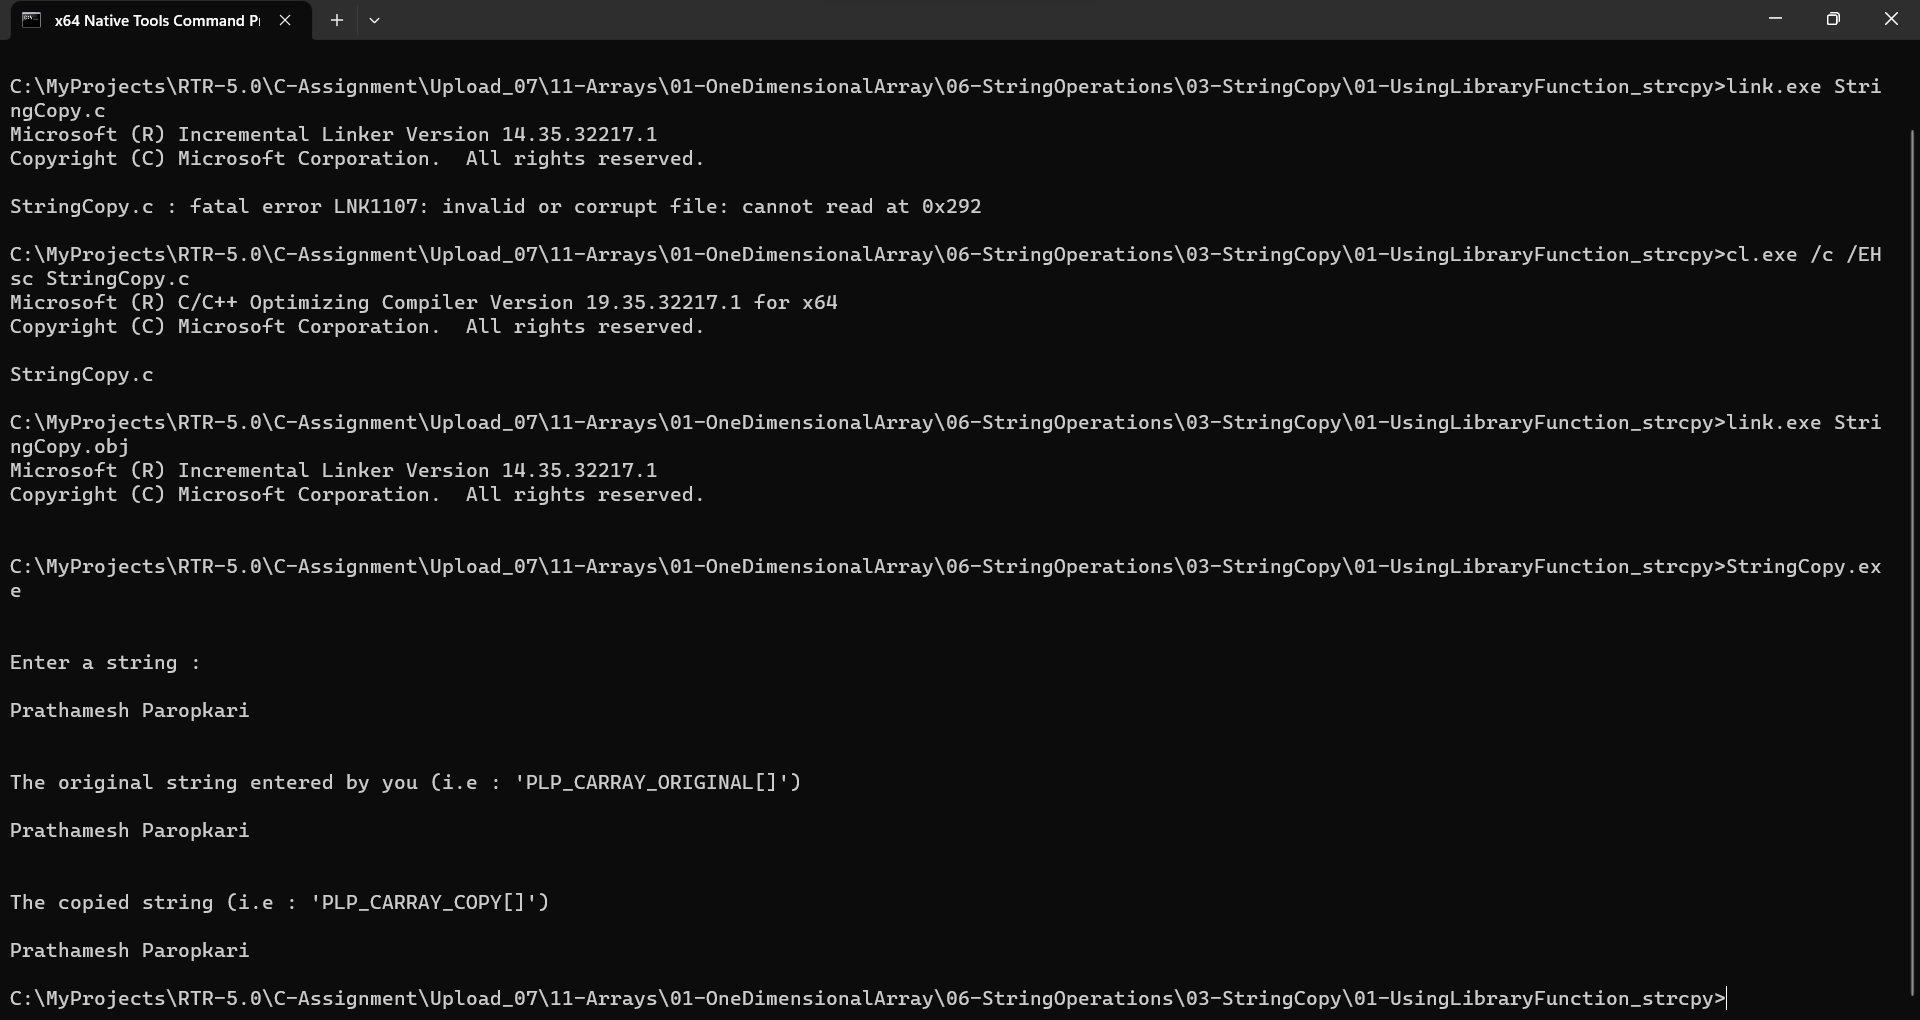 x64 Native Tools Command P
C:\MyProjects\RTR-5.0\C-Assignment\Upload_07\11-Arrays\01-OneDimensionalArray\06-StringOperations\03-StringCopy\01-UsingLibraryFunction_strcpy>link.exe Stri
ngCopy.c
Microsoft (R) Incremental Linker Version 14.35.32217.1
Copyright (C) Microsoft Corporation.  All rights reserved.
StringCopy.c : fatal error LNK1107: invalid or corrupt file: cannot read at 0x292
C:\MyProjects\RTR-5.0\C-Assignment\Upload_07\11-Arrays\01-OneDimensionalArray\06-StringOperations\03-StringCopy\01-UsingLibraryFunction_strcpy>cl.exe /c /EH
sc StringCopy.c
Microsoft (R) C/C++ Optimizing Compiler Version 19.35.32217.1 for x64
Copyright (C) Microsoft Corporation.  All rights reserved.
StringCopy.c
C:\MyProjects\RTR-5.0\C-Assignment\Upload_07\11-Arrays\01-OneDimensionalArray\06-StringOperations\03-StringCopy\01-UsingLibraryFunction_strcpy>link.exe Stri
ngCopy.obj
Microsoft (R) Incremental Linker Version 14.35.32217.1
Copyright (C) Microsoft Corporation.  All rights reserved.
C:\MyProjects\RTR-5.0\C-Assignment\Upload_07\11-Arrays\01-OneDimensionalArray\06-StringOperations\03-StringCopy\01-UsingLibraryFunction_strcpy>StringCopy.ex
e
Enter a string :
Prathamesh Paropkari
The original string entered by you (i.e : 'PLP_CARRAY_ORIGINAL[]')
Prathamesh Paropkari
The copied string (i.e : 'PLP_CARRAY_COPY[]')
Prathamesh Paropkari
C:\MyProjects\RTR-5.0\C-Assignment\Upload_07\11-Arrays\01-OneDimensionalArray\06-StringOperations\03-StringCopy\01-UsingLibraryFunction_strcpy>